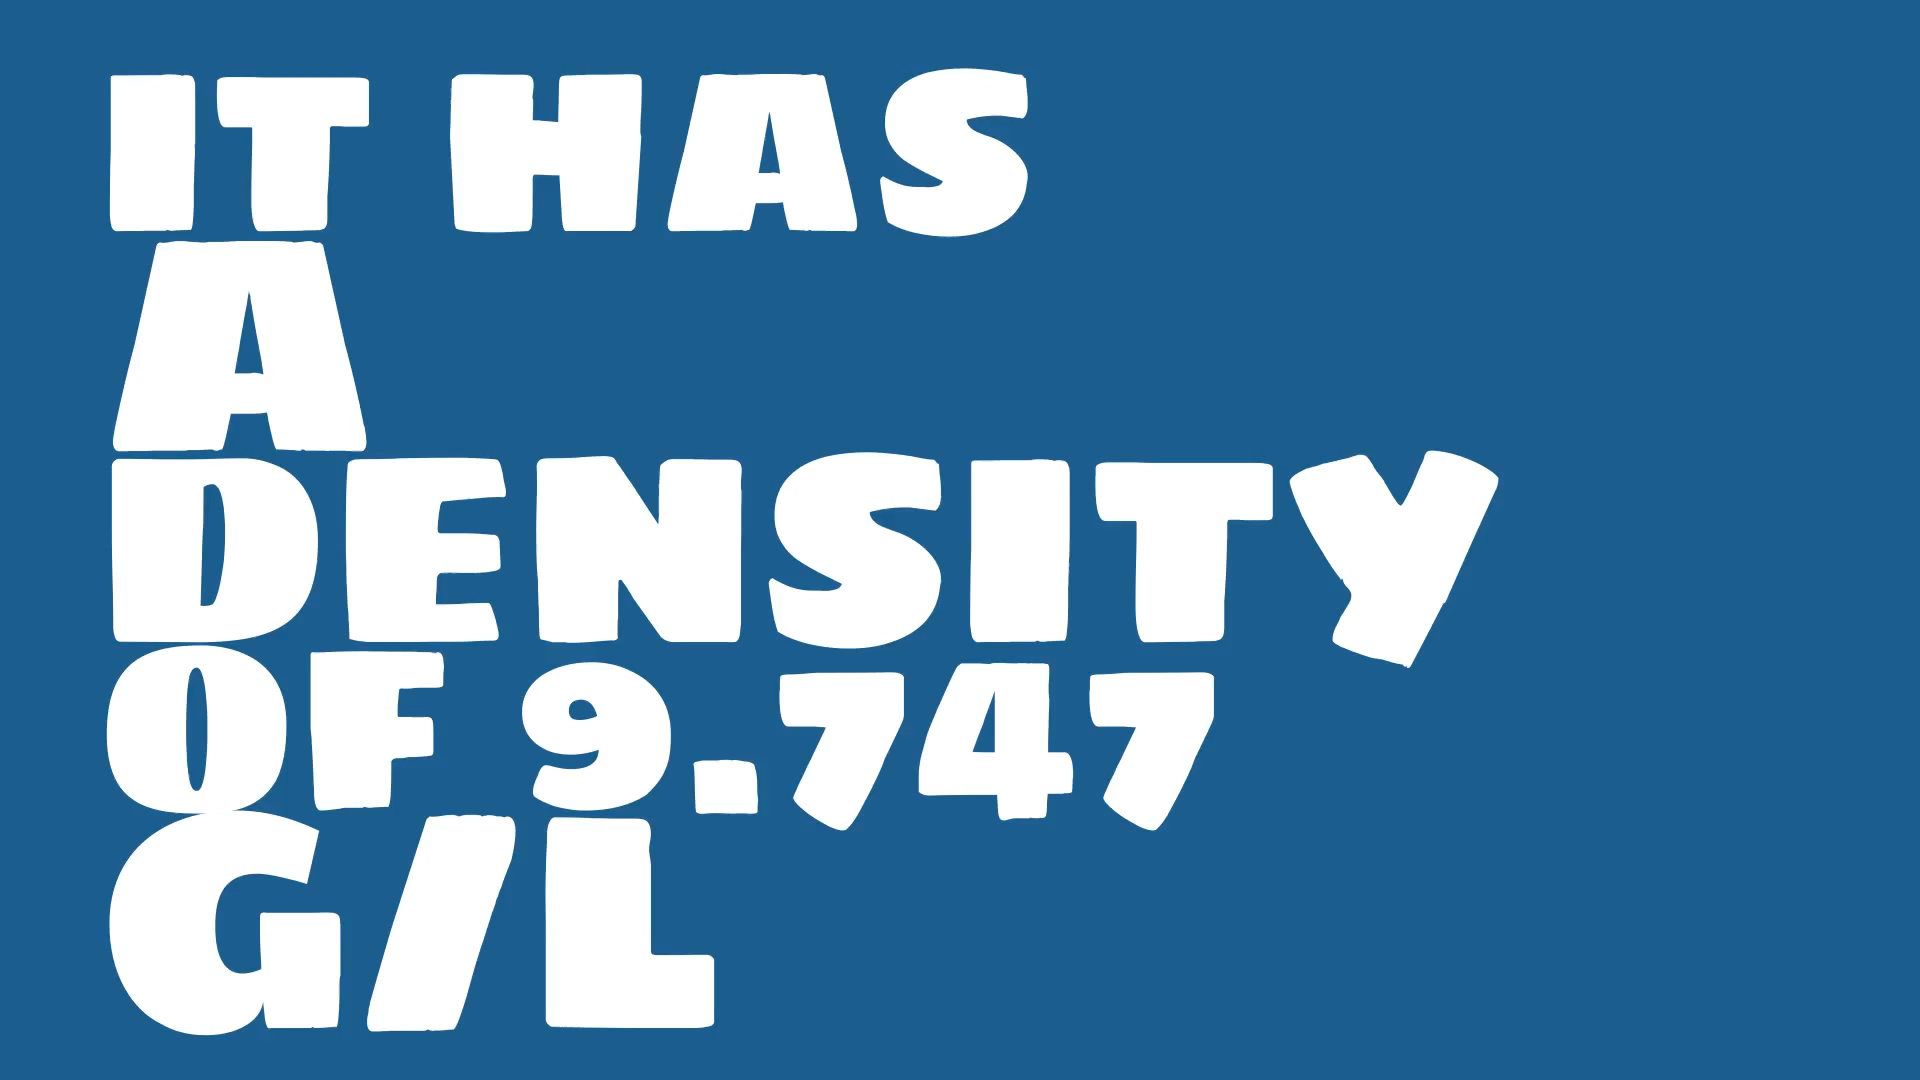 IT HAS
A
DENSITY
OF 9.747
G/L